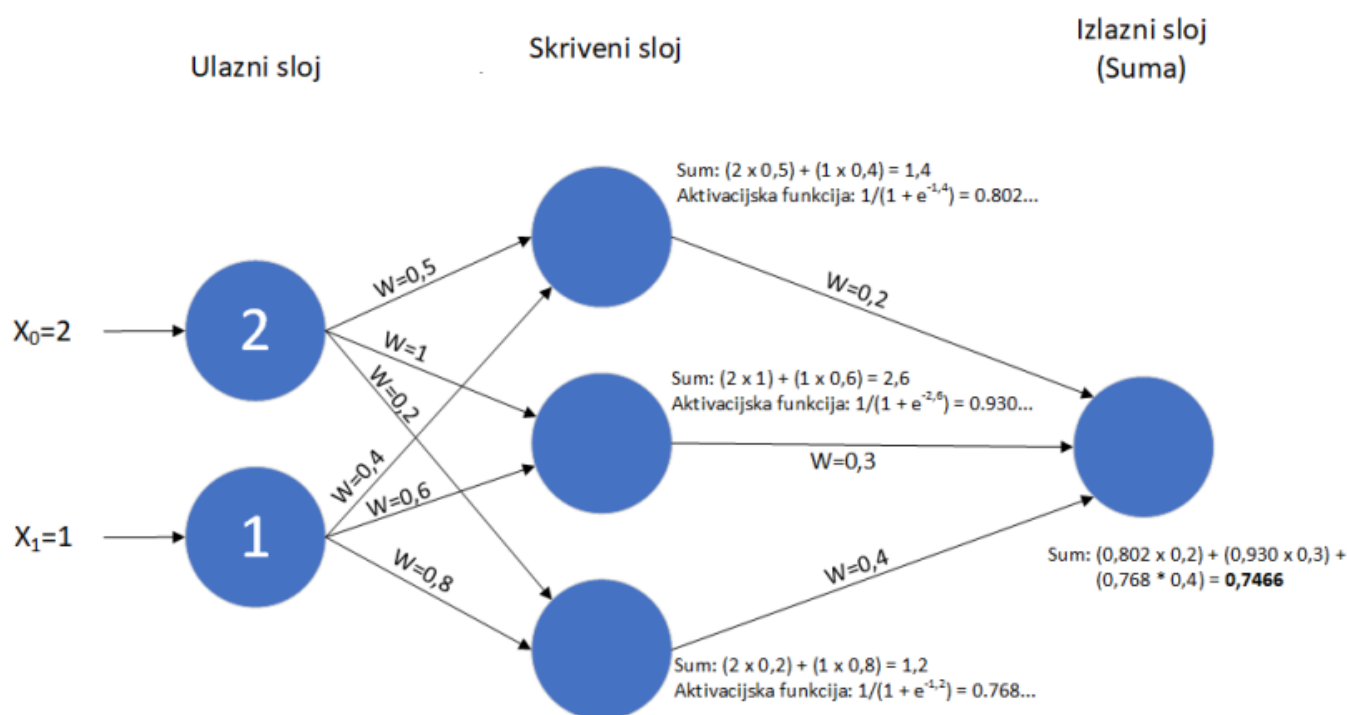 Ulazni sloj
Skriveni sloj
Izlazni sloj
(Suma)
Sum: (2 x 0,5) + (1 x 0,4) = 1,4
Aktivacijska funkcija: 1/(1 + e^-1,4) = 0.802...
W=0,5
W=0,2
X₀=2
2
W=1
W=0,2
Sum: (2 x 1) + (1 x 0,6) = 2,6
Aktivacijska funkcija: 1/(1 + e^-2,6) = 0.930...
W=0,3
W=0,4
W=0,6
X₁=1
1
W=0,8
W=0,4
Sum: (0,802 x 0,2) + (0,930 x 0,3) +
(0,768 * 0,4) = 0,7466
Sum: (2 x 0,2) + (1 x 0,8) = 1,2
Aktivacijska funkcija: 1/(1 + e^-1,2) = 0.768...